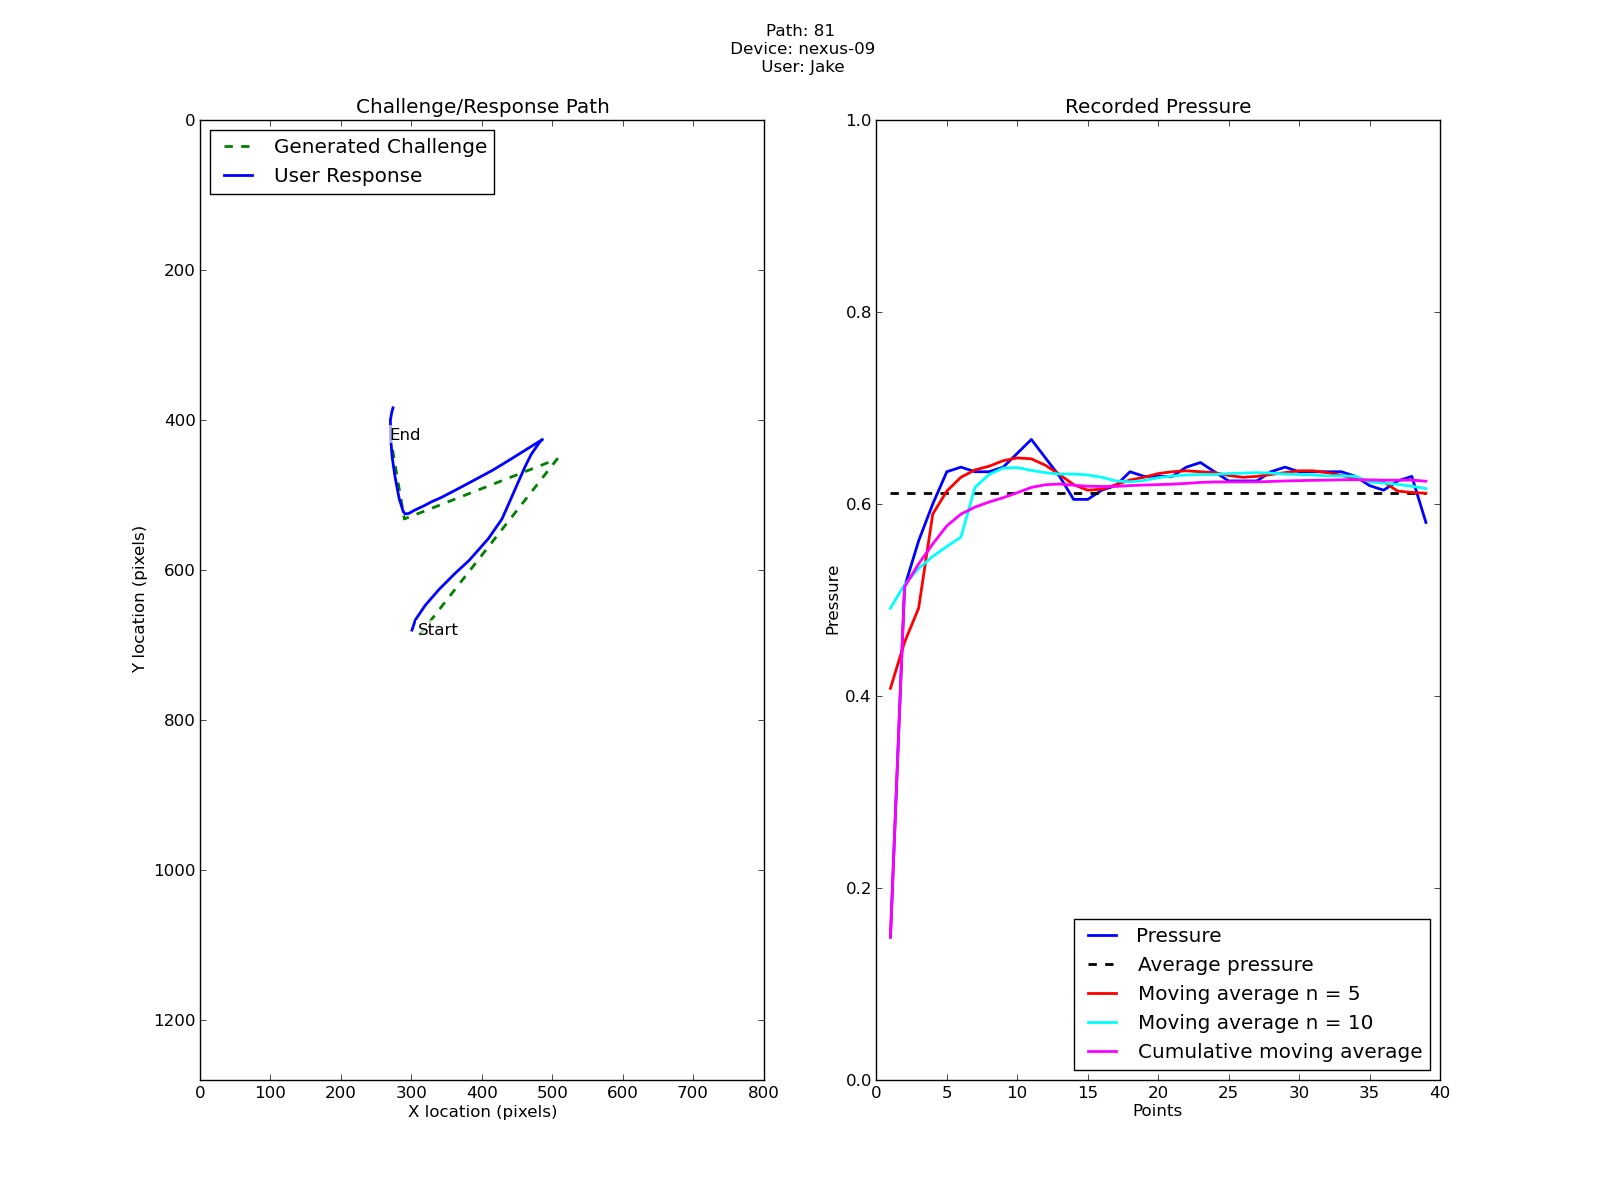 Path: 81
Device: nexus-09
User: Jake
Challenge/Response Path
Generated Challenge
User Response
0
200
400
600
800
1000
1200
Y location (pixels)
End
Start
0 100 200 300 400 500 600 700 800
X location (pixels)
Recorded Pressure
1.0
0.8
0.6
0.4
0.2
0.0
Pressure
Pressure
Average pressure
Moving average n = 5
Moving average n = 10
Cumulative moving average
0 5 10 15 20 25 30 35 40
Points